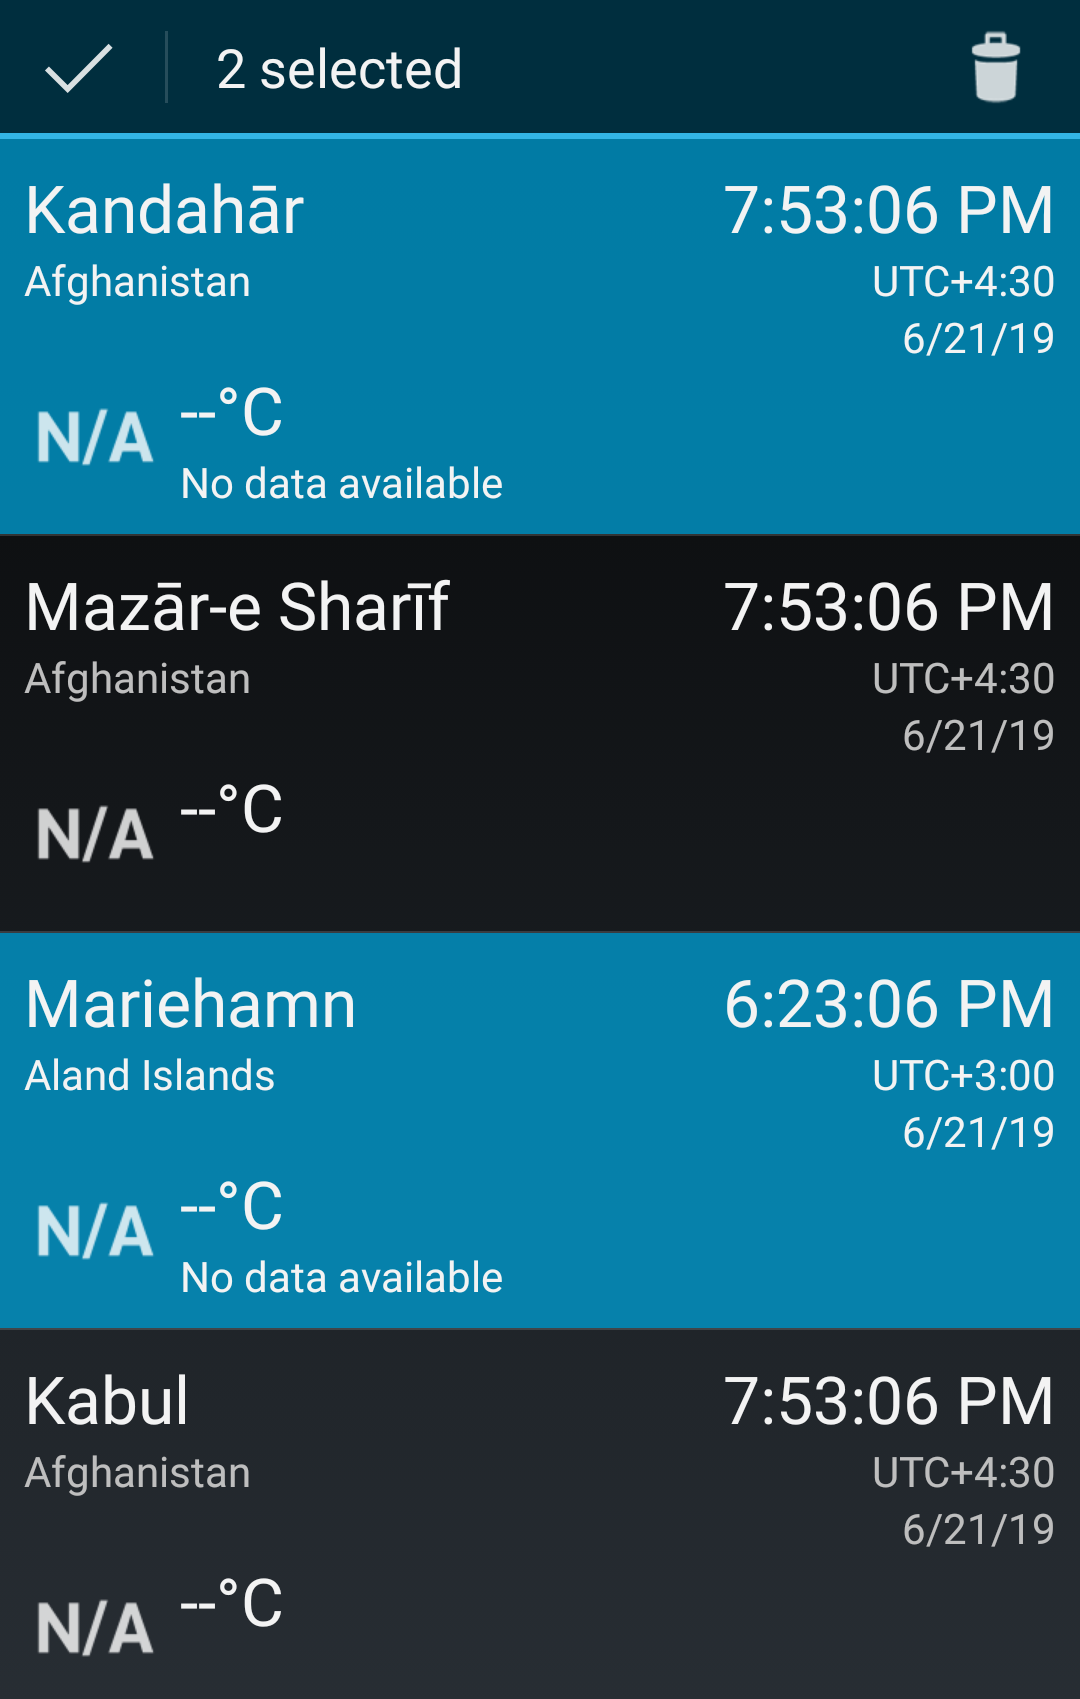 2 selected
Kandahār 7:53:06 PM
Afghanistan UTC+4:30
6/21/19
N/A --°C
No data available
Mazār-e Sharīf 7:53:06 PM
Afghanistan UTC+4:30
6/21/19
N/A --°C
Mariehamn 6:23:06 PM
Aland Islands UTC+3:00
6/21/19
N/A --°C
No data available
Kabul 7:53:06 PM
Afghanistan UTC+4:30
6/21/19
N/A --°C